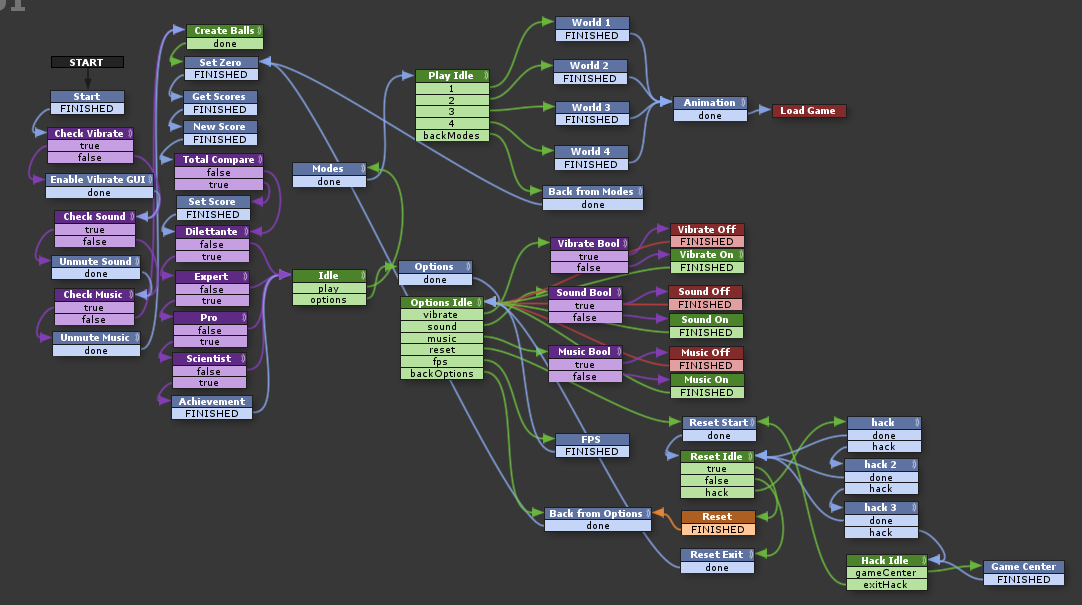 START
Start
FINISHED
Check Vibrate
true
false
Enable Vibrate GUI
done
Check Sound
true
false
Unmute Sound
done
Check Music
true
false
Unmute Music
done
Create Balls
done
Set Zero
FINISHED
Get Scores
FINISHED
New Score
FINISHED
Total Compare
false
true
Set Score
FINISHED
Dilettante
false
true
Expert
false
true
Pro
false
true
Scientist
false
true
Achievement
FINISHED
Modes
done
Idle
play
options
Play Idle
1
2
3
4
backModes
Options
done
Options Idle
vibrate
sound
music
reset
fps
backOptions
World 1
FINISHED
World 2
FINISHED
World 3
FINISHED
World 4
FINISHED
Back from Modes
done
Animation
done
Load Game
Vibrate Bool
true
false
Sound Bool
true
false
Music Bool
true
false
Vibrate Off
FINISHED
Vibrate On
FINISHED
Sound Off
FINISHED
Sound On
FINISHED
Music Off
FINISHED
Music On
FINISHED
FPS
FINISHED
Back from Options
done
Reset Start
done
Reset Idle
true
false
hack
Reset
FINISHED
Reset Exit
done
hack
done
hack
hack 2
done
hack
hack 3
done
hack
Hack Idle
gameCenter
exitHack
Game Center
FINISHED